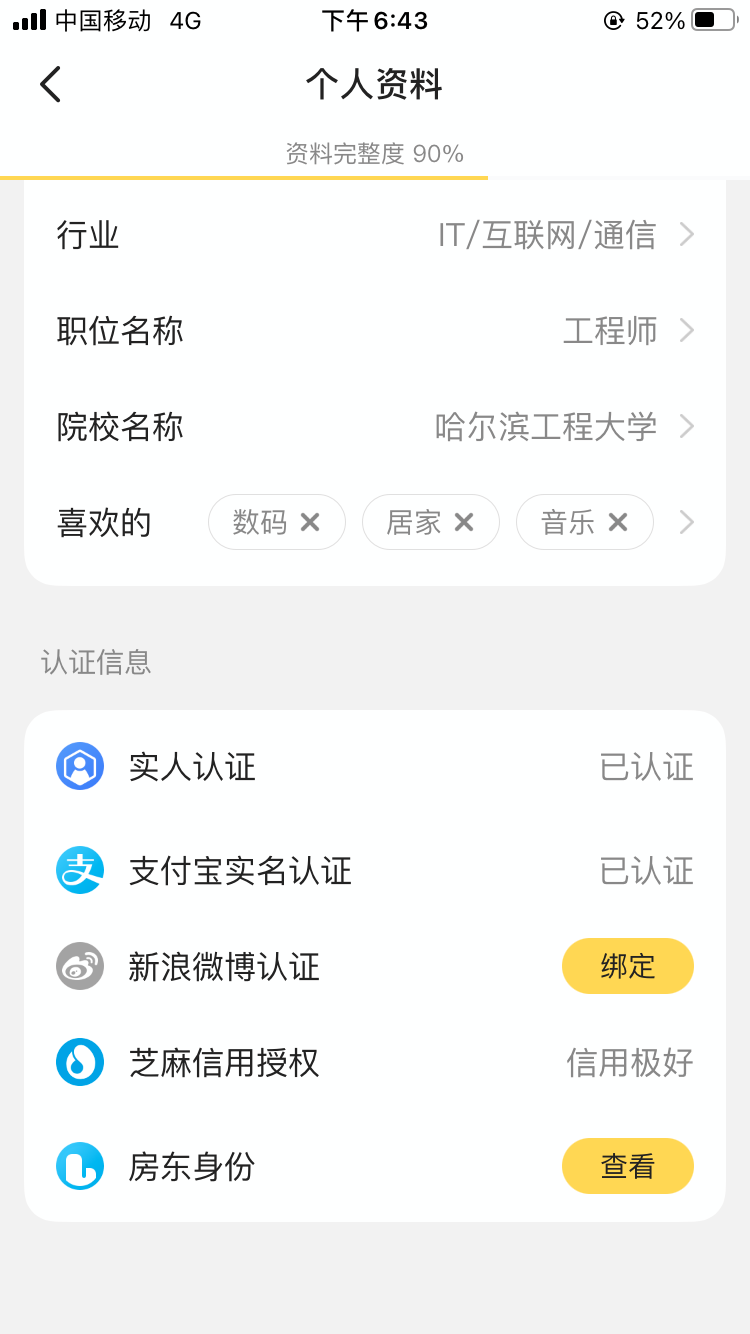 中国移动 4G 下午6:43 52%
个人资料
资料完整度 90%
行业 IT/互联网/通信
职位名称 工程师
院校名称 哈尔滨工程大学
喜欢的 数码 × 居家 × 音乐 ×
认证信息
实人认证 已认证
支 支付宝实名认证 已认证
新浪微博认证 绑定
芝麻信用授权 信用极好
房东身份 查看